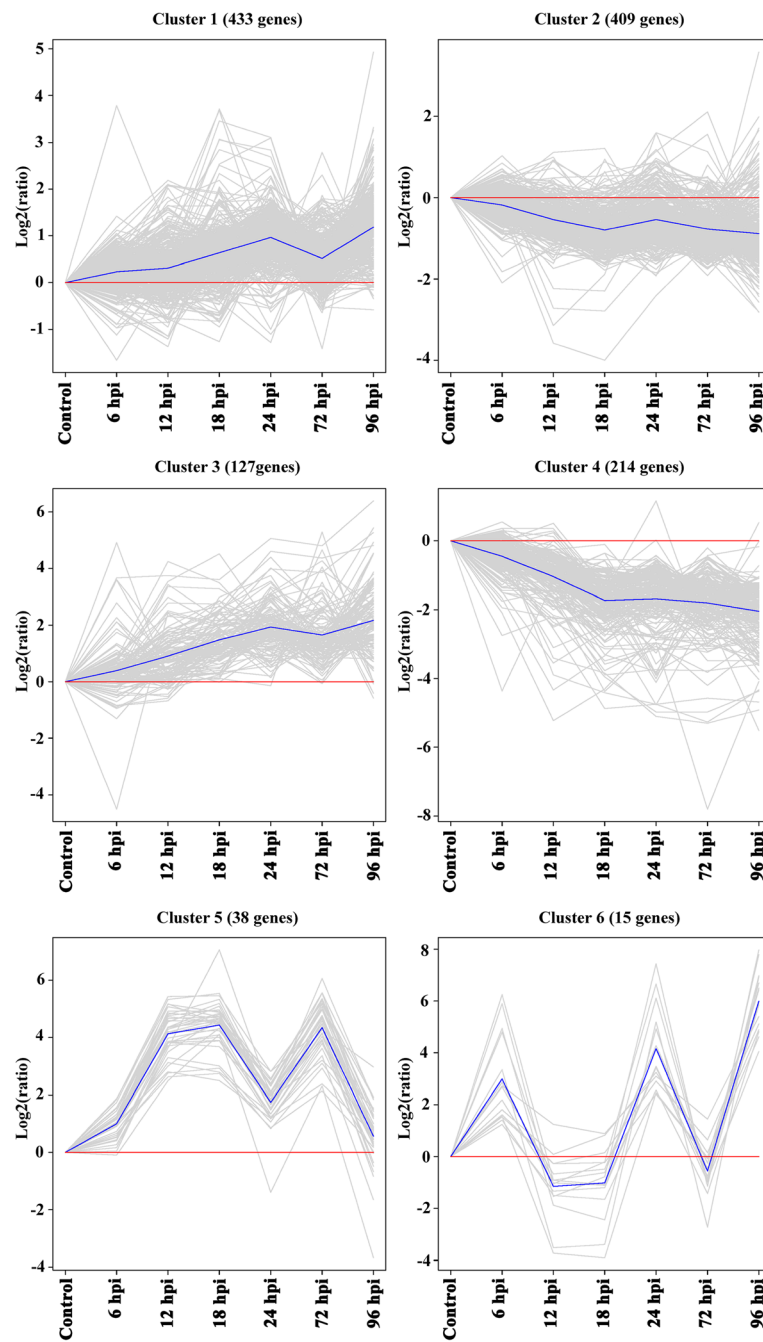 Cluster 1 (433 genes)
Log2(ratio)
5
4
3
2
1
0
-1
Control
6 hpi
12 hpi
18 hpi
24 hpi
72 hpi
96 hpi
Cluster 2 (409 genes)
Log2(ratio)
2
0
-2
-4
Control
6 hpi
12 hpi
18 hpi
24 hpi
72 hpi
96 hpi
Cluster 3 (127genes)
Log2(ratio)
6
4
2
0
-2
-4
Control
6 hpi
12 hpi
18 hpi
24 hpi
72 hpi
96 hpi
Cluster 4 (214 genes)
Log2(ratio)
0
-2
-4
-6
-8
Control
6 hpi
12 hpi
18 hpi
24 hpi
72 hpi
96 hpi
Cluster 5 (38 genes)
Log2(ratio)
6
4
2
0
-2
-4
Control
6 hpi
12 hpi
18 hpi
24 hpi
72 hpi
96 hpi
Cluster 6 (15 genes)
Log2(ratio)
8
6
4
2
0
-2
-4
Control
6 hpi
12 hpi
18 hpi
24 hpi
72 hpi
96 hpi